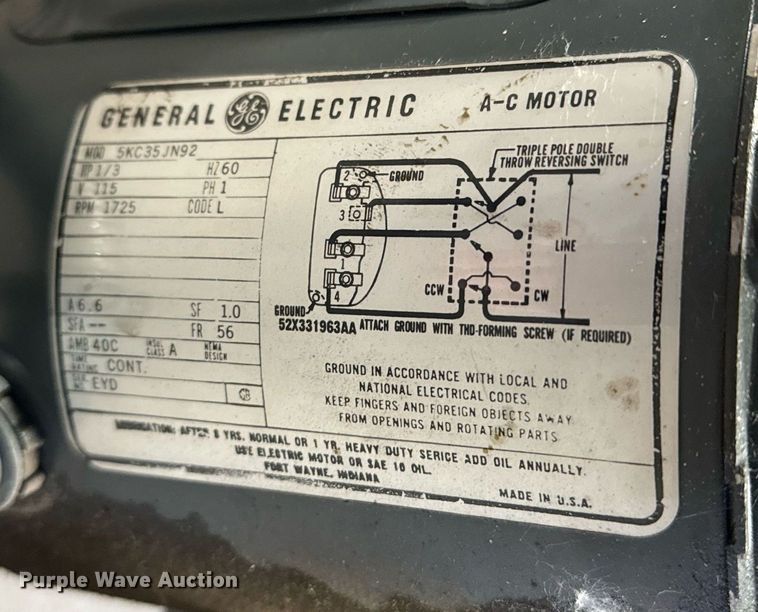 GENERAL GE ELECTRIC A-C MOTOR
MOD 5KC35JN92
HP 1/3 HZ 60
V 115 PH 1
RPM 1725 CODE L
A 6.6 SF 1.0
SFA -- FR 56
AMB 40C INSUL CLASS A NEMA DESIGN
TIME RATING CONT.
EYD
TRIPLE POLE DOUBLE
THROW REVERSING SWITCH
2
GROUND
3
1
4
LINE
CCW
CW
GROUND
52X331963AA ATTACH GROUND WITH THD-FORMING SCREW (IF REQUIRED)
GROUND IN ACCORDANCE WITH LOCAL AND
NATIONAL ELECTRICAL CODES.
KEEP FINGERS AND FOREIGN OBJECTS AWAY
FROM OPENINGS AND ROTATING PARTS
LUBRICATION: AFTER YRS. NORMAL OR 1 YR. HEAVY DUTY SERICE ADD OIL ANNUALLY.
USE ELECTRIC MOTOR OR SAE 10 OIL.
FORT WAYNE, INDIANA
MADE IN U.S.A.
Purple Wave Auction